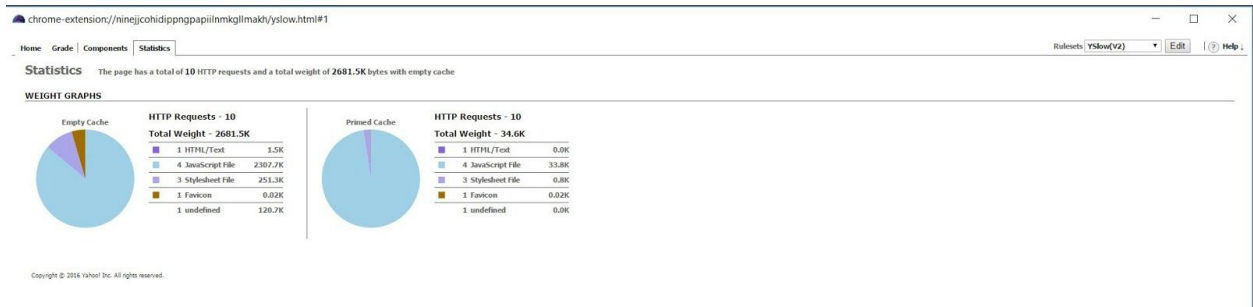 chrome-extension://ninejjcohidippngpapiilnmkgllmakh/yslow.html#1
Home Grade Components Statistics Rulesets YSlow(V2) Edit ? Help ↓
Statistics The page has a total of 10 HTTP requests and a total weight of 2681.5K bytes with empty cache
WEIGHT GRAPHS
Empty Cache
HTTP Requests - 10
Total Weight - 2681.5K
1 HTML/Text 1.5K
4 JavaScript File 2307.7K
3 Stylesheet File 251.3K
1 Favicon 0.02K
1 undefined 120.7K
Primed Cache
HTTP Requests - 10
Total Weight - 34.6K
1 HTML/Text 0.0K
4 JavaScript File 33.8K
3 Stylesheet File 0.8K
1 Favicon 0.02K
1 undefined 0.0K
Copyright © 2016 Yahoo! Inc. All rights reserved.